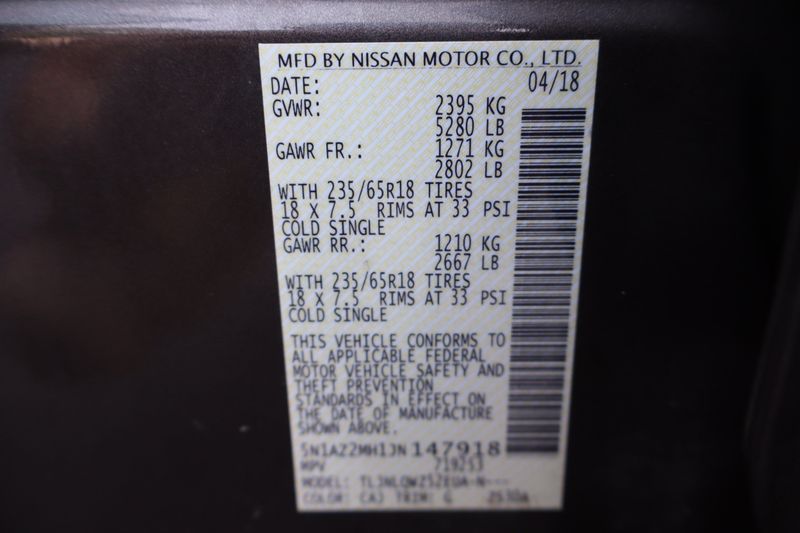 MFD BY NISSAN MOTOR CO., LTD.
DATE: 04/18
GVWR: 2395 KG
5280 LB
GAWR FR.: 1271 KG
2802 LB
WITH 235/65R18 TIRES
18 X 7.5 RIMS AT 33 PSI
COLD SINGLE
GAWR RR.: 1210 KG
2667 LB
WITH 235/65R18 TIRES
18 X 7.5 RIMS AT 33 PSI
COLD SINGLE
THIS VEHICLE CONFORMS TO
ALL APPLICABLE FEDERAL
MOTOR VEHICLE SAFETY AND
THEFT PREVENTION
STANDARDS IN EFFECT ON
THE DATE OF MANUFACTURE
SHOWN ABOVE.
5N1AZ2MH1JN147918
MPV 719253
MODEL:
COLOR: CAJ TRIM: G